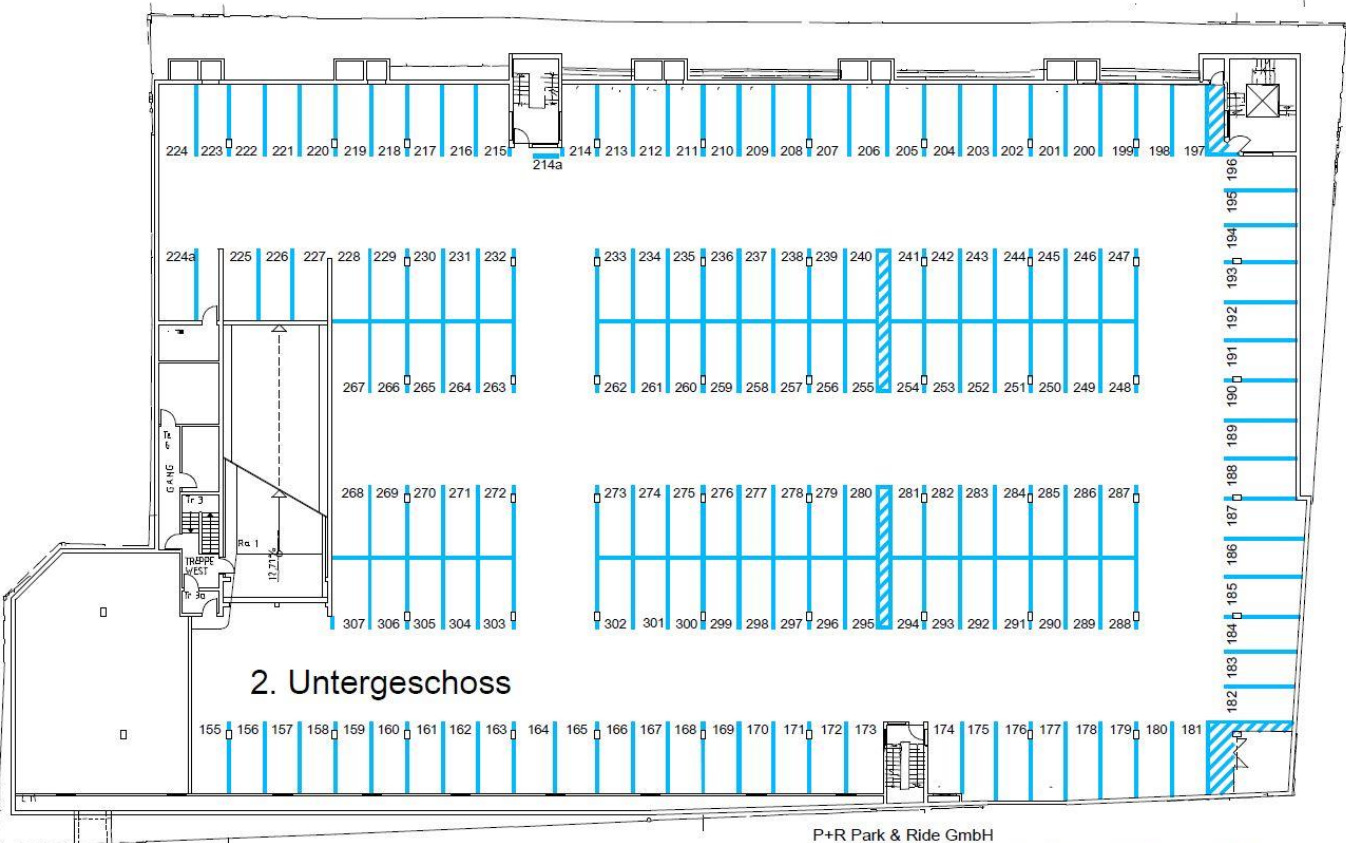 224 223 222 221 220 219 218 217 216 215 214 213 212 211 210 209 208 207 206 205 204 203 202 201 200 199 198 197
214a
196
195
194
193
192
191
190
189
188
187
186
185
184
183
182
224a 225 226 227 228 229 230 231 232 233 234 235 236 237 238 239 240 241 242 243 244 245 246 247
267 266 265 264 263 262 261 260 259 258 257 256 255 254 253 252 251 250 249 248
Tr 6
GANG
268 269 270 271 272 273 274 275 276 277 278 279 280 281 282 283 284 285 286 287
Tr 3
Ra 1
TREPPE
WEST
307 306 305 304 303 302 301 300 299 298 297 296 295 294 293 292 291 290 289 288
2. Untergeschoss
155 156 157 158 159 160 161 162 163 164 165 166 167 168 169 170 171 172 173 174 175 176 177 178 179 180 181
P+R Park & Ride GmbH